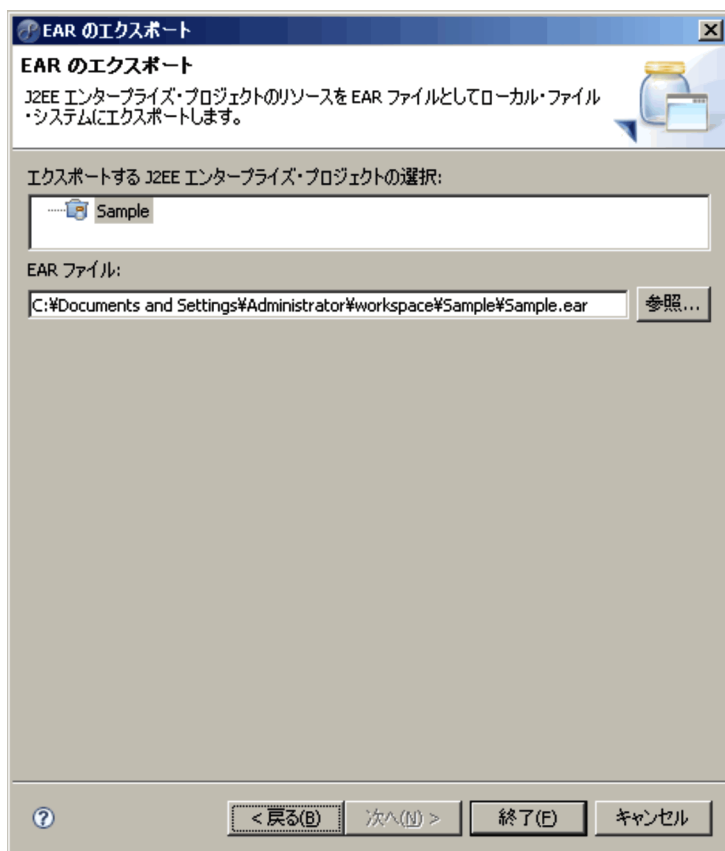 EAR のエクスポート
EAR のエクスポート
J2EE エンタープライズ・プロジェクトのリソースを EAR ファイルとしてローカル・ファイル
・システムにエクスポートします。
エクスポートする J2EE エンタープライズ・プロジェクトの選択:
Sample
EAR ファイル:
C:¥Documents and Settings¥Administrator¥workspace¥Sample¥Sample.ear
参照...
?
< 戻る(B)
次へ(N) >
終了(F)
キャンセル